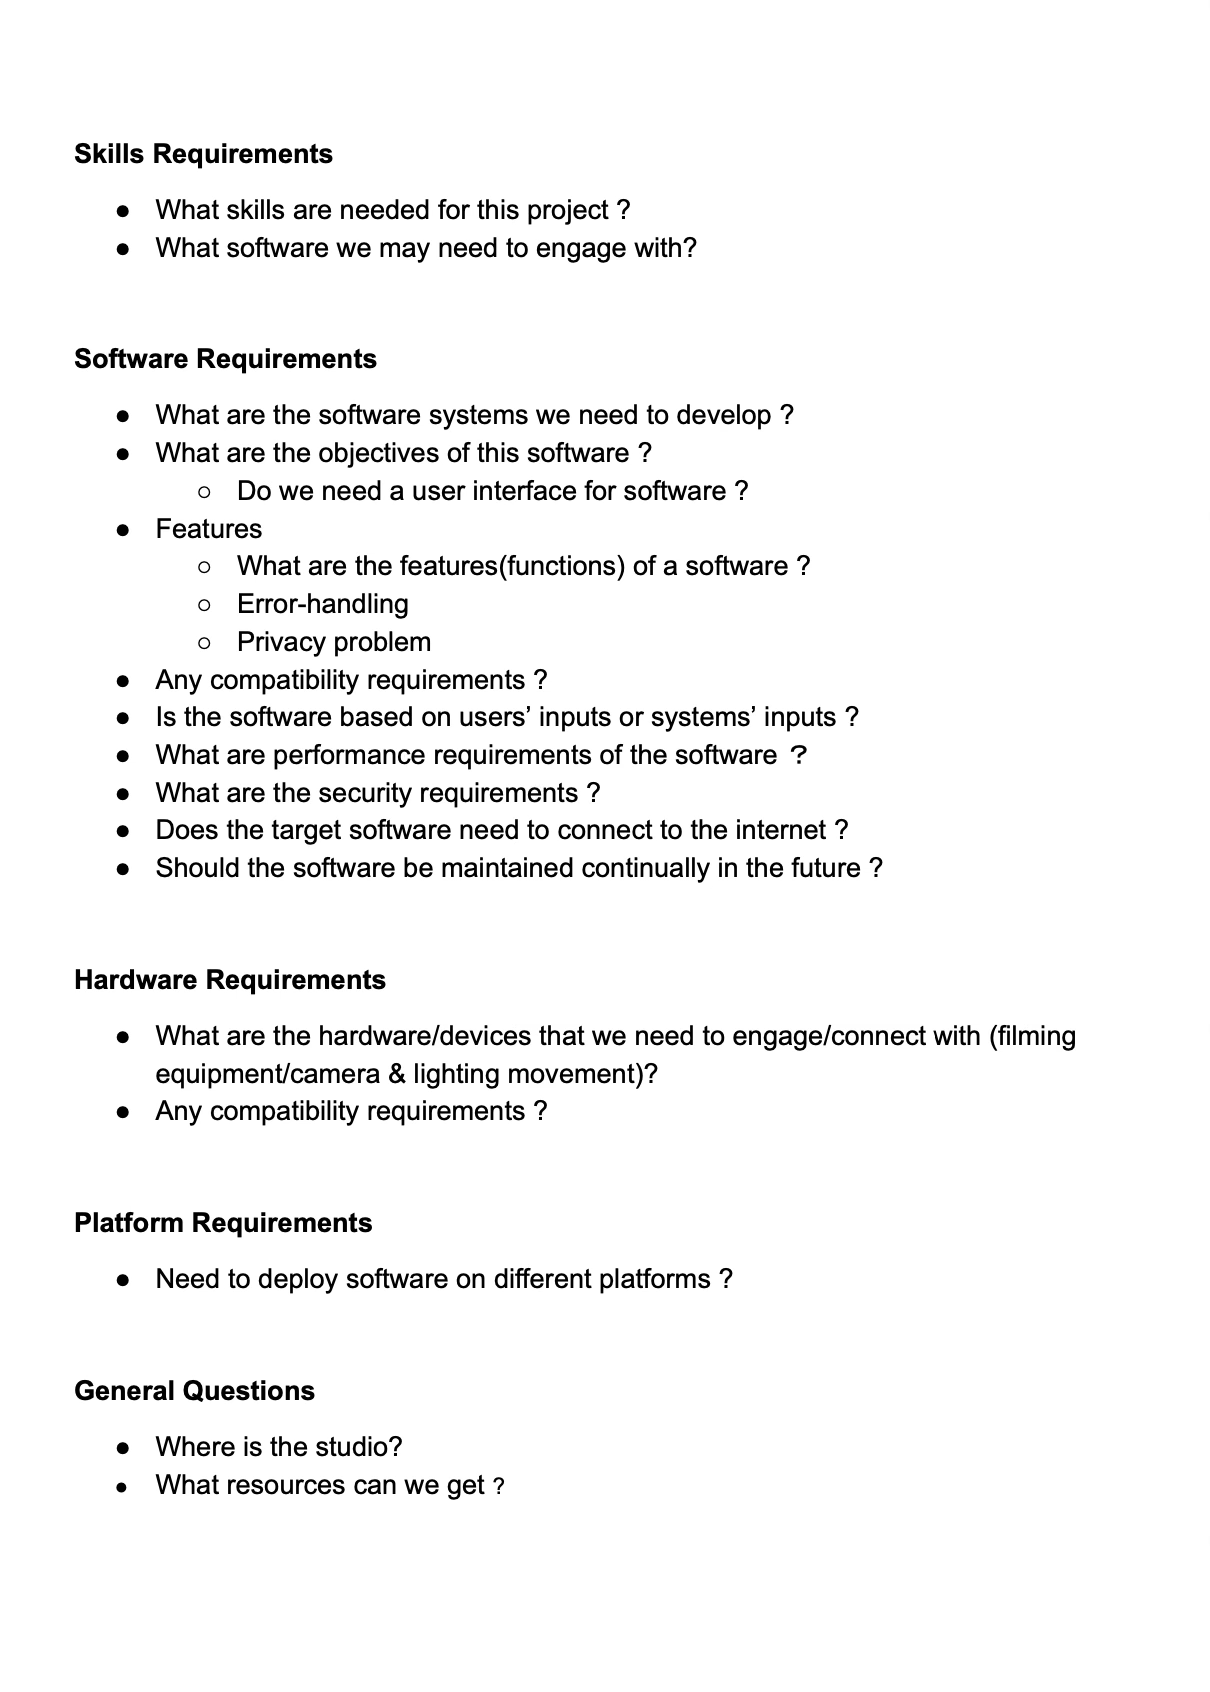 Skills Requirements
● What skills are needed for this project ?
● What software we may need to engage with?
Software Requirements
● What are the software systems we need to develop ?
● What are the objectives of this software ?
○ Do we need a user interface for software ?
● Features
○ What are the features(functions) of a software ?
○ Error-handling
○ Privacy problem
● Any compatibility requirements ?
● Is the software based on users’ inputs or systems’ inputs ?
● What are performance requirements of the software ?
● What are the security requirements ?
● Does the target software need to connect to the internet ?
● Should the software be maintained continually in the future ?
Hardware Requirements
● What are the hardware/devices that we need to engage/connect with (filming
equipment/camera & lighting movement)?
● Any compatibility requirements ?
Platform Requirements
● Need to deploy software on different platforms ?
General Questions
● Where is the studio?
● What resources can we get ?